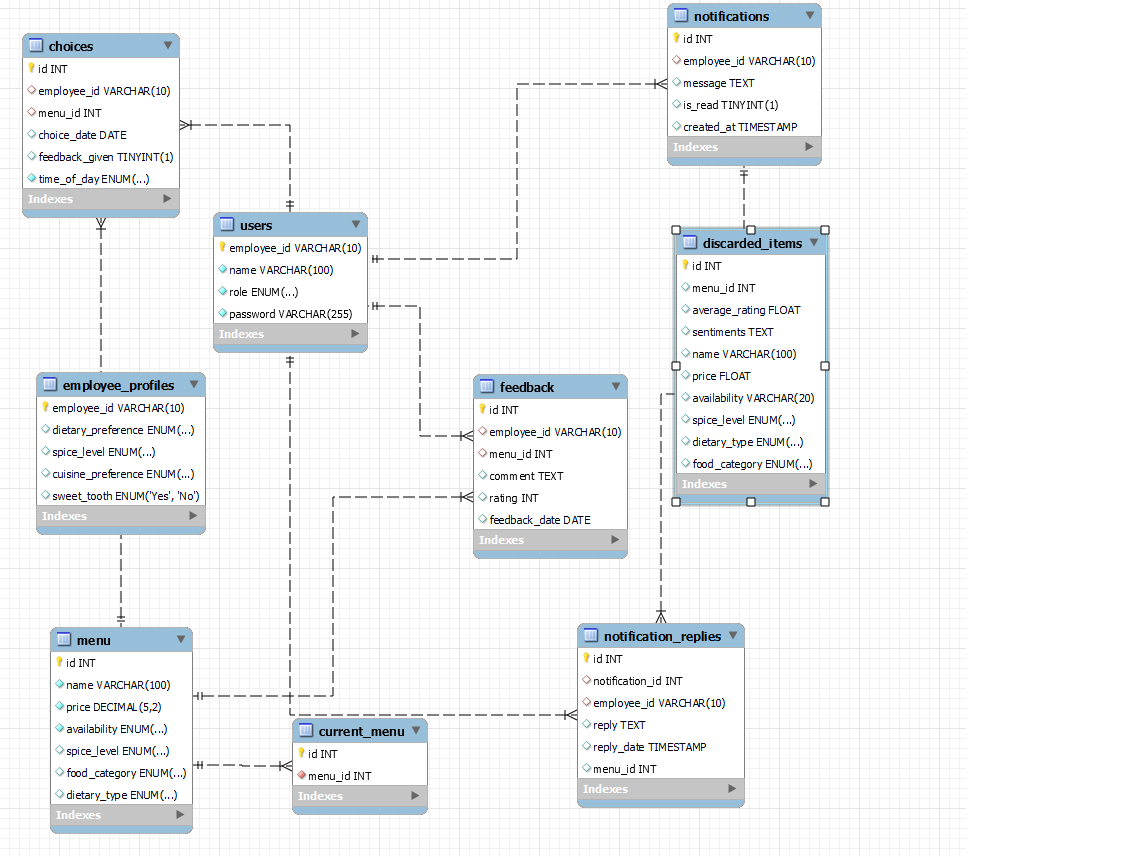 notifications
id INT
employee_id VARCHAR(10)
message TEXT
is_read TINYINT(1)
created_at TIMESTAMP
Indexes
choices
id INT
employee_id VARCHAR(10)
menu_id INT
choice_date DATE
feedback_given TINYINT(1)
time_of_day ENUM(...)
Indexes
users
employee_id VARCHAR(10)
name VARCHAR(100)
role ENUM(...)
password VARCHAR(255)
Indexes
discarded_items
id INT
menu_id INT
average_rating FLOAT
sentiments TEXT
name VARCHAR(100)
price FLOAT
availability VARCHAR(20)
spice_level ENUM(...)
dietary_type ENUM(...)
food_category ENUM(...)
Indexes
employee_profiles
employee_id VARCHAR(10)
dietary_preference ENUM(...)
spice_level ENUM(...)
cuisine_preference ENUM(...)
sweet_tooth ENUM('Yes', 'No')
Indexes
feedback
id INT
employee_id VARCHAR(10)
menu_id INT
comment TEXT
rating INT
feedback_date DATE
Indexes
menu
id INT
name VARCHAR(100)
price DECIMAL(5,2)
availability ENUM(...)
spice_level ENUM(...)
food_category ENUM(...)
dietary_type ENUM(...)
Indexes
current_menu
id INT
menu_id INT
Indexes
notification_replies
id INT
notification_id INT
employee_id VARCHAR(10)
reply TEXT
reply_date TIMESTAMP
menu_id INT
Indexes